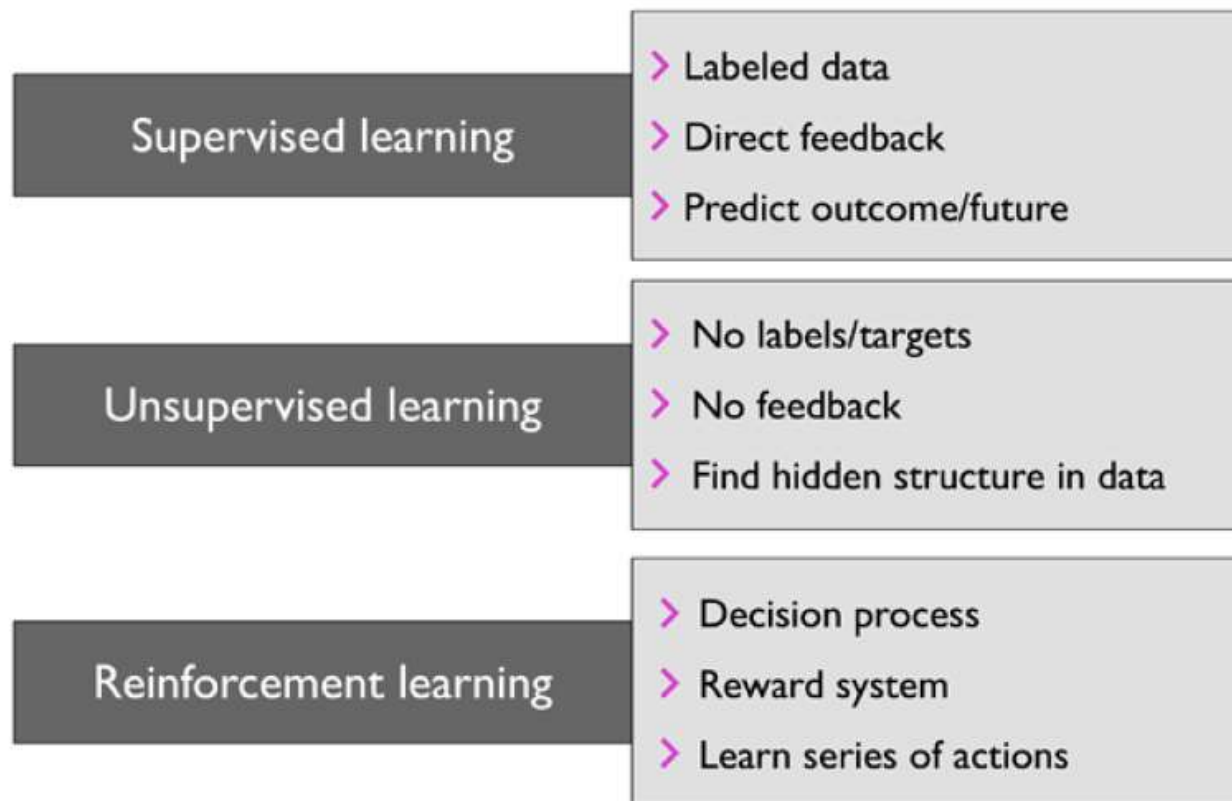 Supervised learning
Labeled data
Direct feedback
Predict outcome/future
Unsupervised learning
No labels/targets
No feedback
Find hidden structure in data
Reinforcement learning
Decision process
Reward system
Learn series of actions